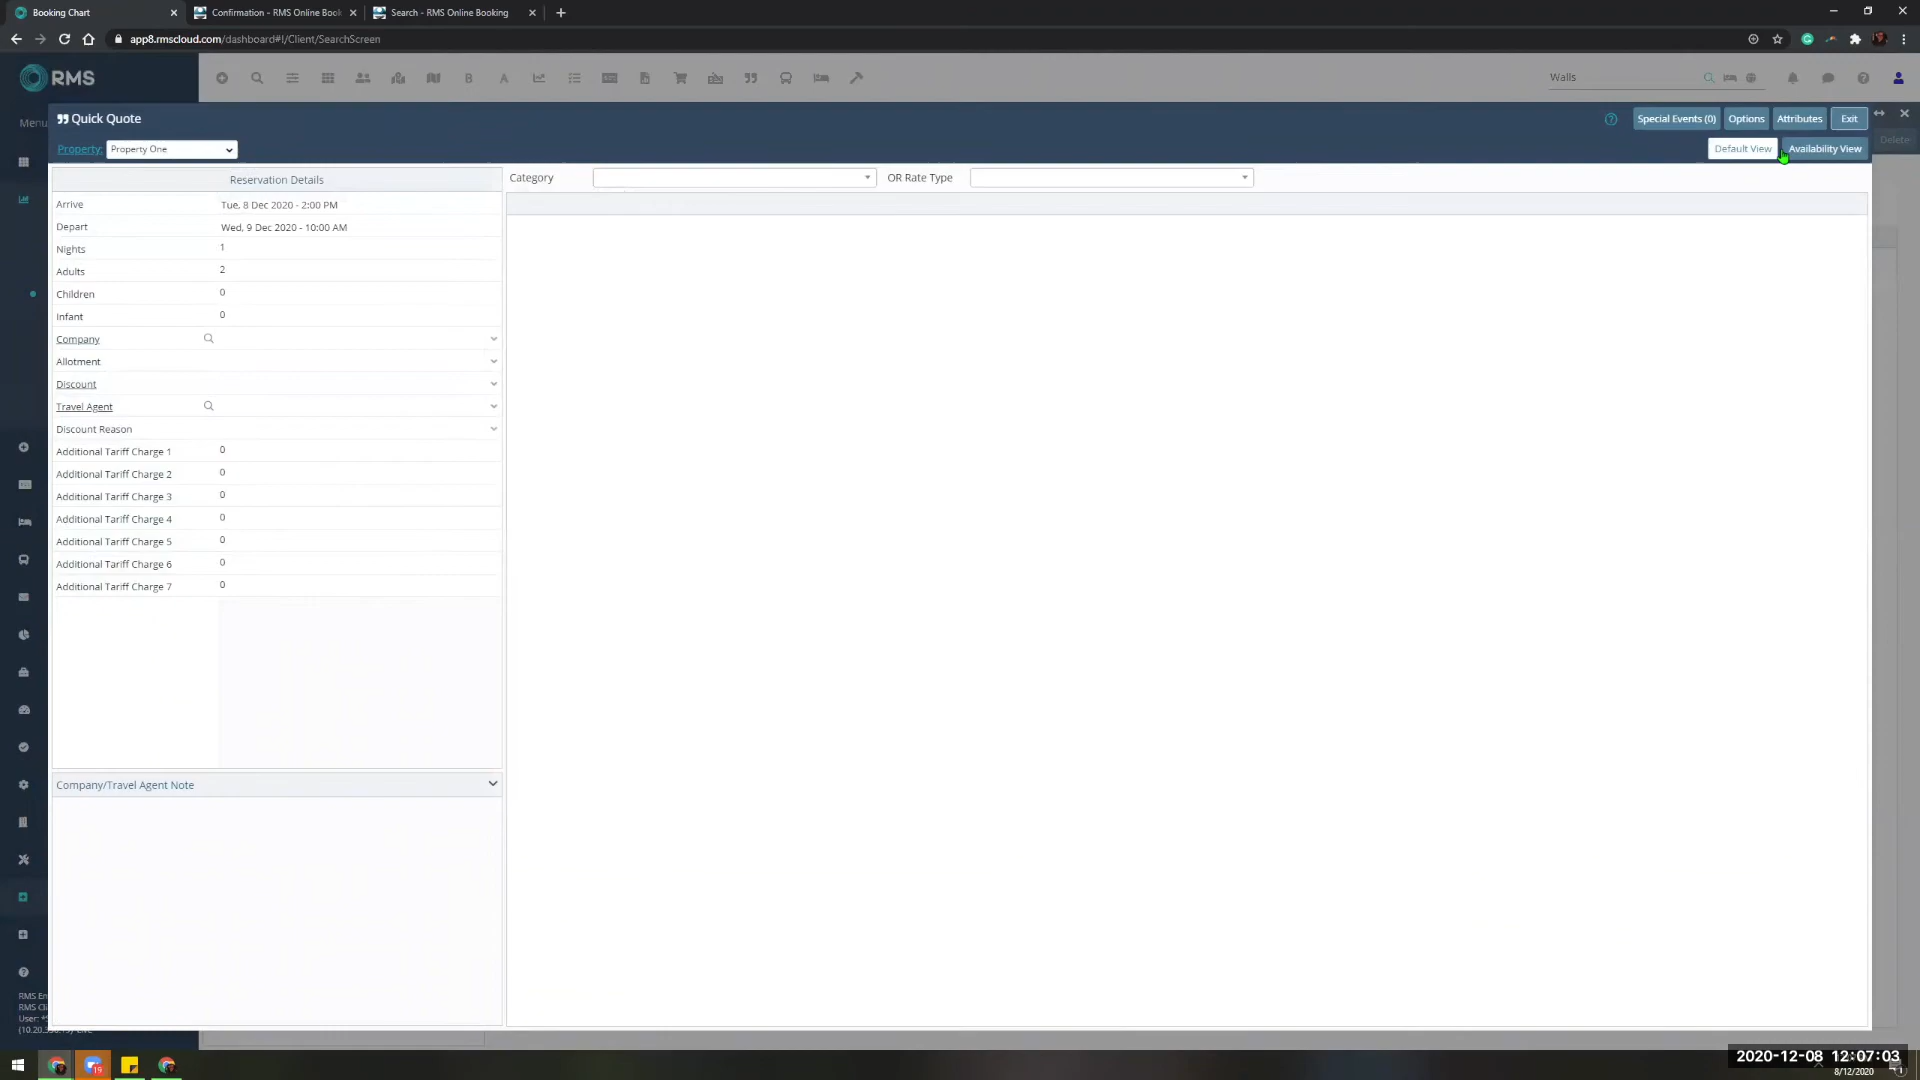 Booking Chart
Confirmation - RMS Online Book
Search - RMS Online Booking
app8.rmscloud.com/dashboard#!/Client/SearchScreen
RMS
Walls
Menu
Quick Quote
Special Events (0)
Options
Attributes
Exit
Property:
Property One
Default View
Availability View
Delete
Reservation Details
Category
OR Rate Type
Arrive
Tue, 8 Dec 2020 - 2:00 PM
Depart
Wed, 9 Dec 2020 - 10:00 AM
Nights
1
Adults
2
Children
0
Infant
0
Company
Allotment
Discount
Travel Agent
Discount Reason
Additional Tariff Charge 1
0
Additional Tariff Charge 2
0
Additional Tariff Charge 3
0
Additional Tariff Charge 4
0
Additional Tariff Charge 5
0
Additional Tariff Charge 6
0
Additional Tariff Charge 7
0
Company/Travel Agent Note
RMS
RMS
User:
2020-12-08 12:07:03
8/12/2020